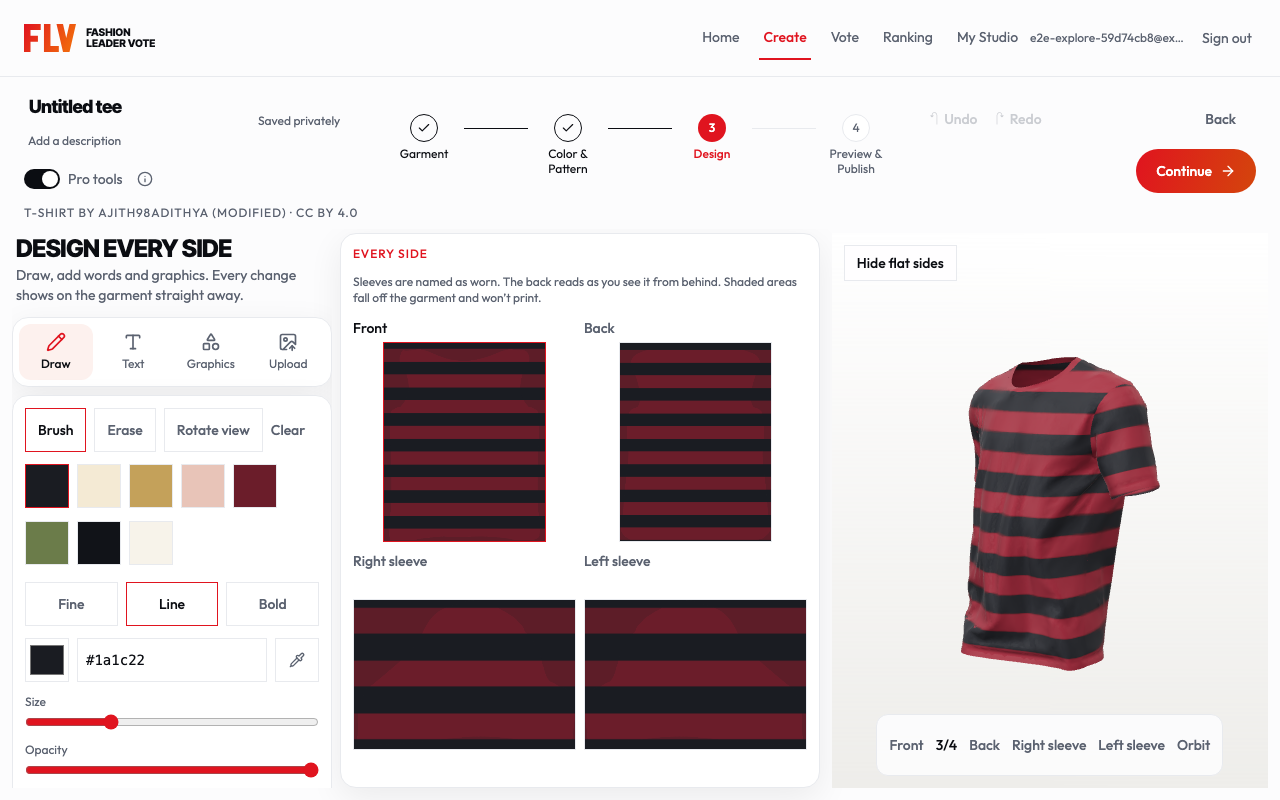 FLV
FASHION
LEADER VOTE
Home
Create
Vote
Ranking
My Studio
e2e-explore-59d74cb8@ex...
Sign out
Untitled tee
Saved privately
Add a description
Pro tools
Garment
Color &
Pattern
3
Design
4
Preview &
Publish
Undo
Redo
Back
Continue
T-SHIRT BY AJITH98ADITHYA (MODIFIED) · CC BY 4.0
DESIGN EVERY SIDE
Draw, add words and graphics. Every change
shows on the garment straight away.
Draw
Text
Graphics
Upload
Brush
Erase
Rotate view
Clear
Fine
Line
Bold
#1a1c22
Size
Opacity
EVERY SIDE
Sleeves are named as worn. The back reads as you see it from behind. Shaded areas
fall off the garment and won't print.
Front
Back
Right sleeve
Left sleeve
Hide flat sides
Front
3/4
Back
Right sleeve
Left sleeve
Orbit